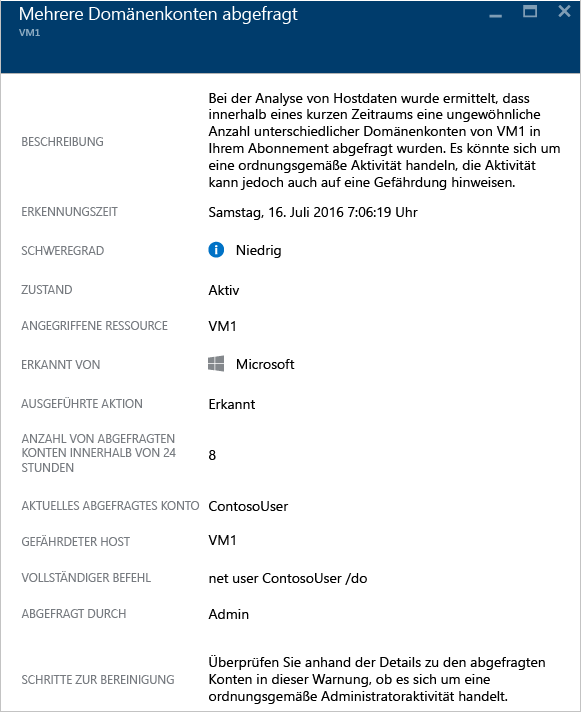 Mehrere Domänenkonten abgefragt
VM1
BESCHREIBUNG
Bei der Analyse von Hostdaten wurde ermittelt, dass
innerhalb eines kurzen Zeitraums eine ungewöhnliche
Anzahl unterschiedlicher Domänenkonten von VM1 in
Ihrem Abonnement abgefragt wurden. Es könnte sich um
eine ordnungsgemäße Aktivität handeln, die Aktivität
kann jedoch auch auf eine Gefährdung hinweisen.
ERKENNUNGSZEIT
Samstag, 16. Juli 2016 7:06:19 Uhr
SCHWEREGRAD
Niedrig
ZUSTAND
Aktiv
ANGEGRIFFENE RESSOURCE
VM1
ERKANNT VON
Microsoft
AUSGEFÜHRTE AKTION
Erkannt
ANZAHL VON ABGEFRAGTEN
KONTEN INNERHALB VON 24
STUNDEN
8
AKTUELLES ABGEFRAGTES KONTO
ContosoUser
GEFÄHRDETER HOST
VM1
VOLLSTÄNDIGER BEFEHL
net user ContosoUser /do
ABGEFRAGT DURCH
Admin
SCHRITTE ZUR BEREINIGUNG
Überprüfen Sie anhand der Details zu den abgefragten
Konten in dieser Warnung, ob es sich um eine
ordnungsgemäße Administratoraktivität handelt.